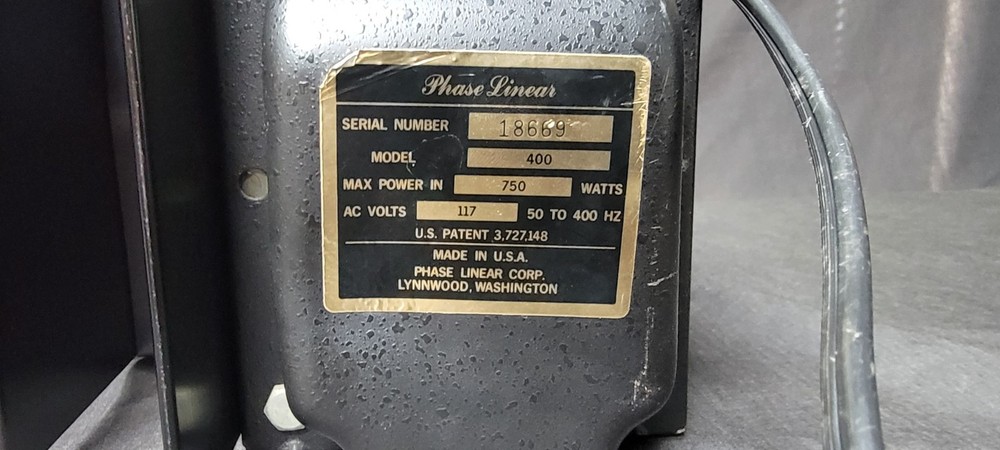 Phase Linear
SERIAL NUMBER 18669
MODEL 400
MAX POWER IN 750 WATTS
AC VOLTS 117 50 TO 400 HZ
U.S. PATENT 3,727,148
MADE IN U.S.A.
PHASE LINEAR CORP.
LYNNWOOD, WASHINGTON